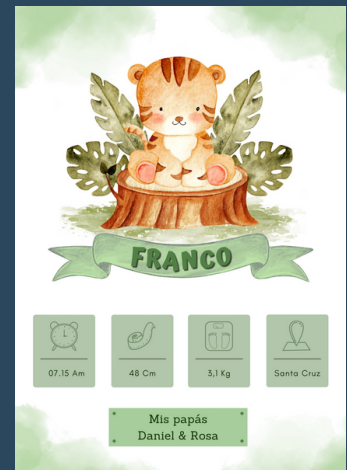 FRANCO
07.15 Am
48 Cm
3,1 Kg
Santa Cruz
Mis papás
Daniel & Rosa